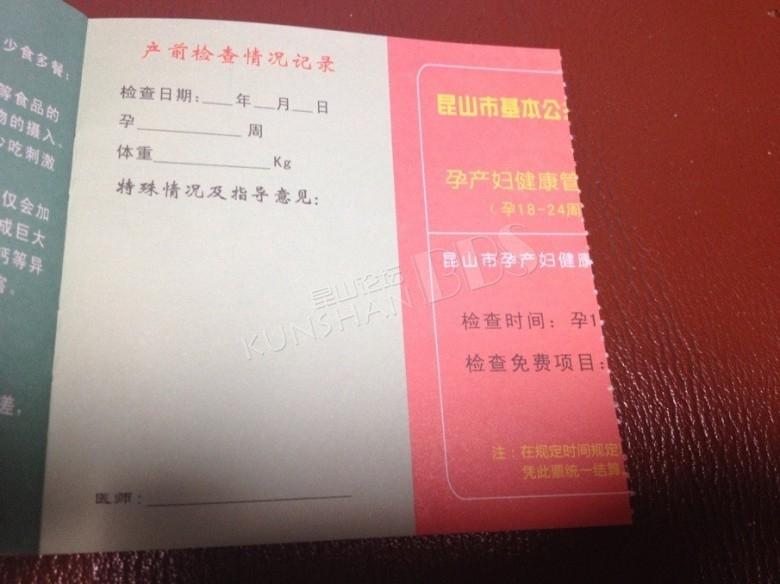 少食多餐;
等食品的
物的摄入。
少吃刺激
仅会加
成巨大
钙等异
差,
产前检查情况记录
检查日期:___年__月__日
孕__________周
体重___________Kg
特殊情况及指导意见:
医师:____________________
昆山市基本公
孕产妇健康管
(孕18-24周
昆山市孕产妇健康
检查时间: 孕1
检查免费项目:
注: 在规定时间规定
凭此票统一结算
昆山论坛
KUNSHAN BBS